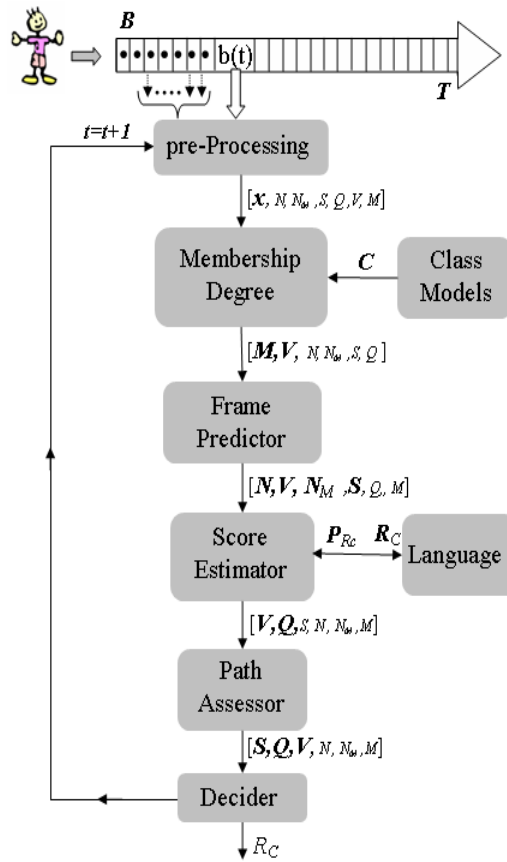 B
b(t)
T
t=t+1
pre-Processing
[x, N, N_M ,S, Q, V, M]
Membership
Degree
C
Class
Models
[M,V, N, N_M ,S, Q ]
Frame
Predictor
[N,V, N_M ,S, Q, M]
Score
Estimator
P_Rc R_C
Language
[V,Q,S, N, N_M, M]
Path
Assessor
[S,Q,V, N, N_M, M]
Decider
R_C